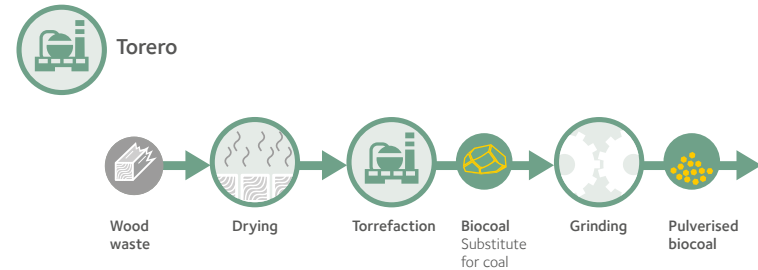 Torero
Wood
waste
Drying
Torrefaction
Biocoal
Substitute
for coal
Grinding
Pulverised
biocoal